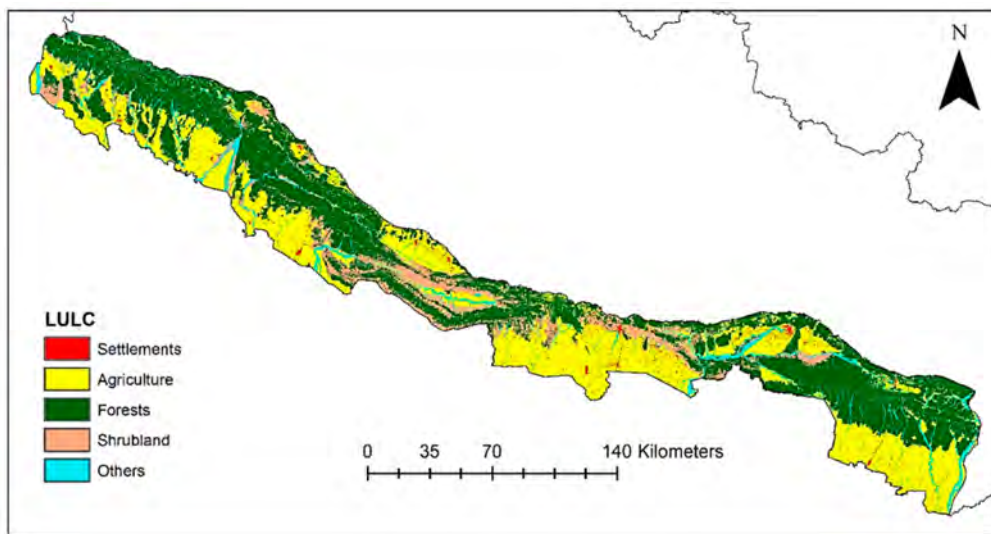 N
LULC
Settlements
Agriculture
Forests
Shrubland
Others
0 35 70 140 Kilometers